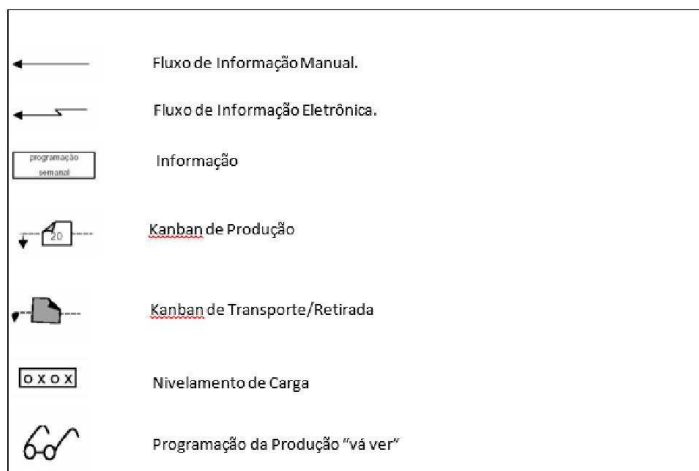 Fluxo de Informação Manual.
Fluxo de Informação Eletrônica.
programação
semanal
Informação
20
Kanban de Produção
Kanban de Transporte/Retirada
OXOX
Nivelamento de Carga
Programação da Produção "vá ver"